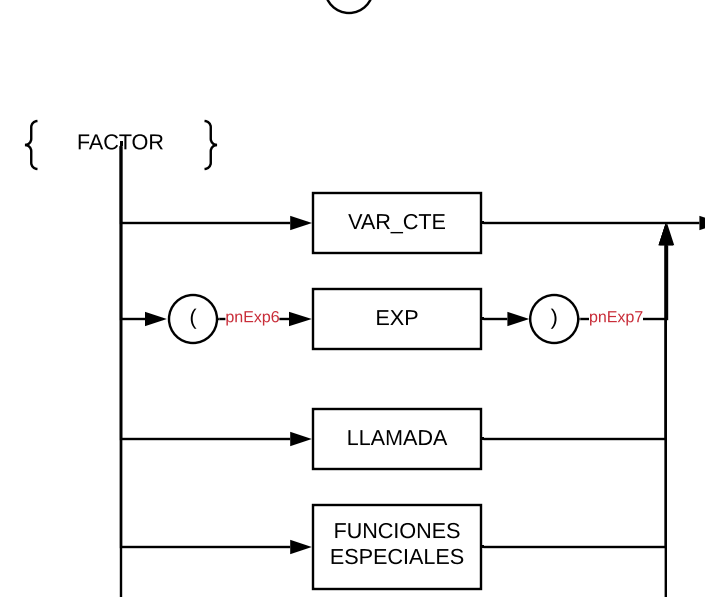 { FACTOR }
VAR_CTE
( pnExp6 EXP ) pnExp7
LLAMADA
FUNCIONES
ESPECIALES